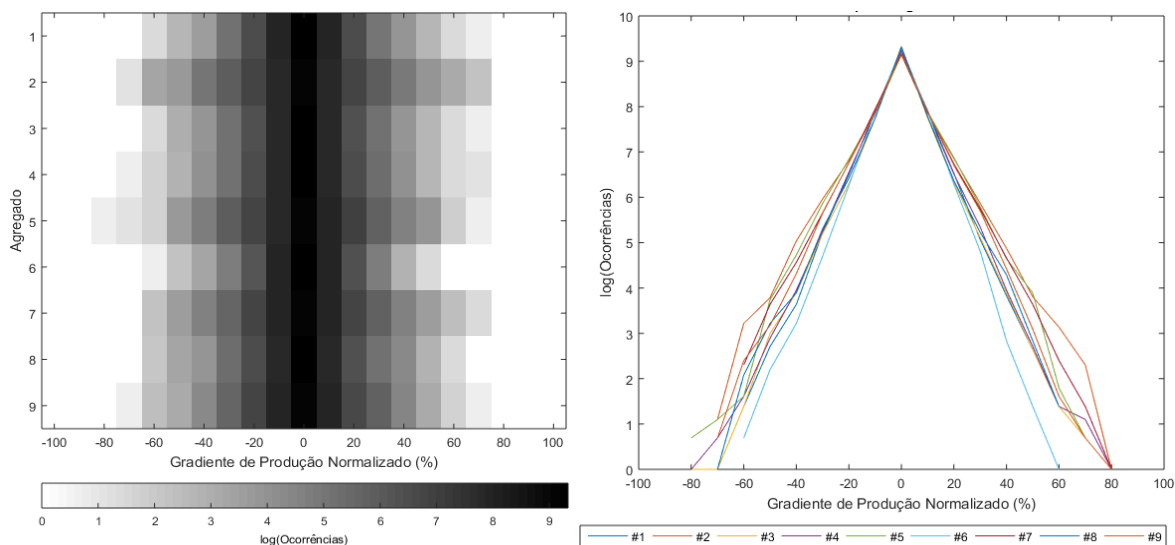 1
2
3
4
5
6
7
8
9
Agregado
-100 -80 -60 -40 -20 0 20 40 60 80 100
Gradiente de Produção Normalizado (%)
0 1 2 3 4 5 6 7 8 9
log(Ocorrências)
10
9
8
7
6
5
4
3
2
1
0
log(Ocorrências)
-100 -80 -60 -40 -20 0 20 40 60 80 100
Gradiente de Produção Normalizado (%)
#1 #2 #3 #4 #5 #6 #7 #8 #9